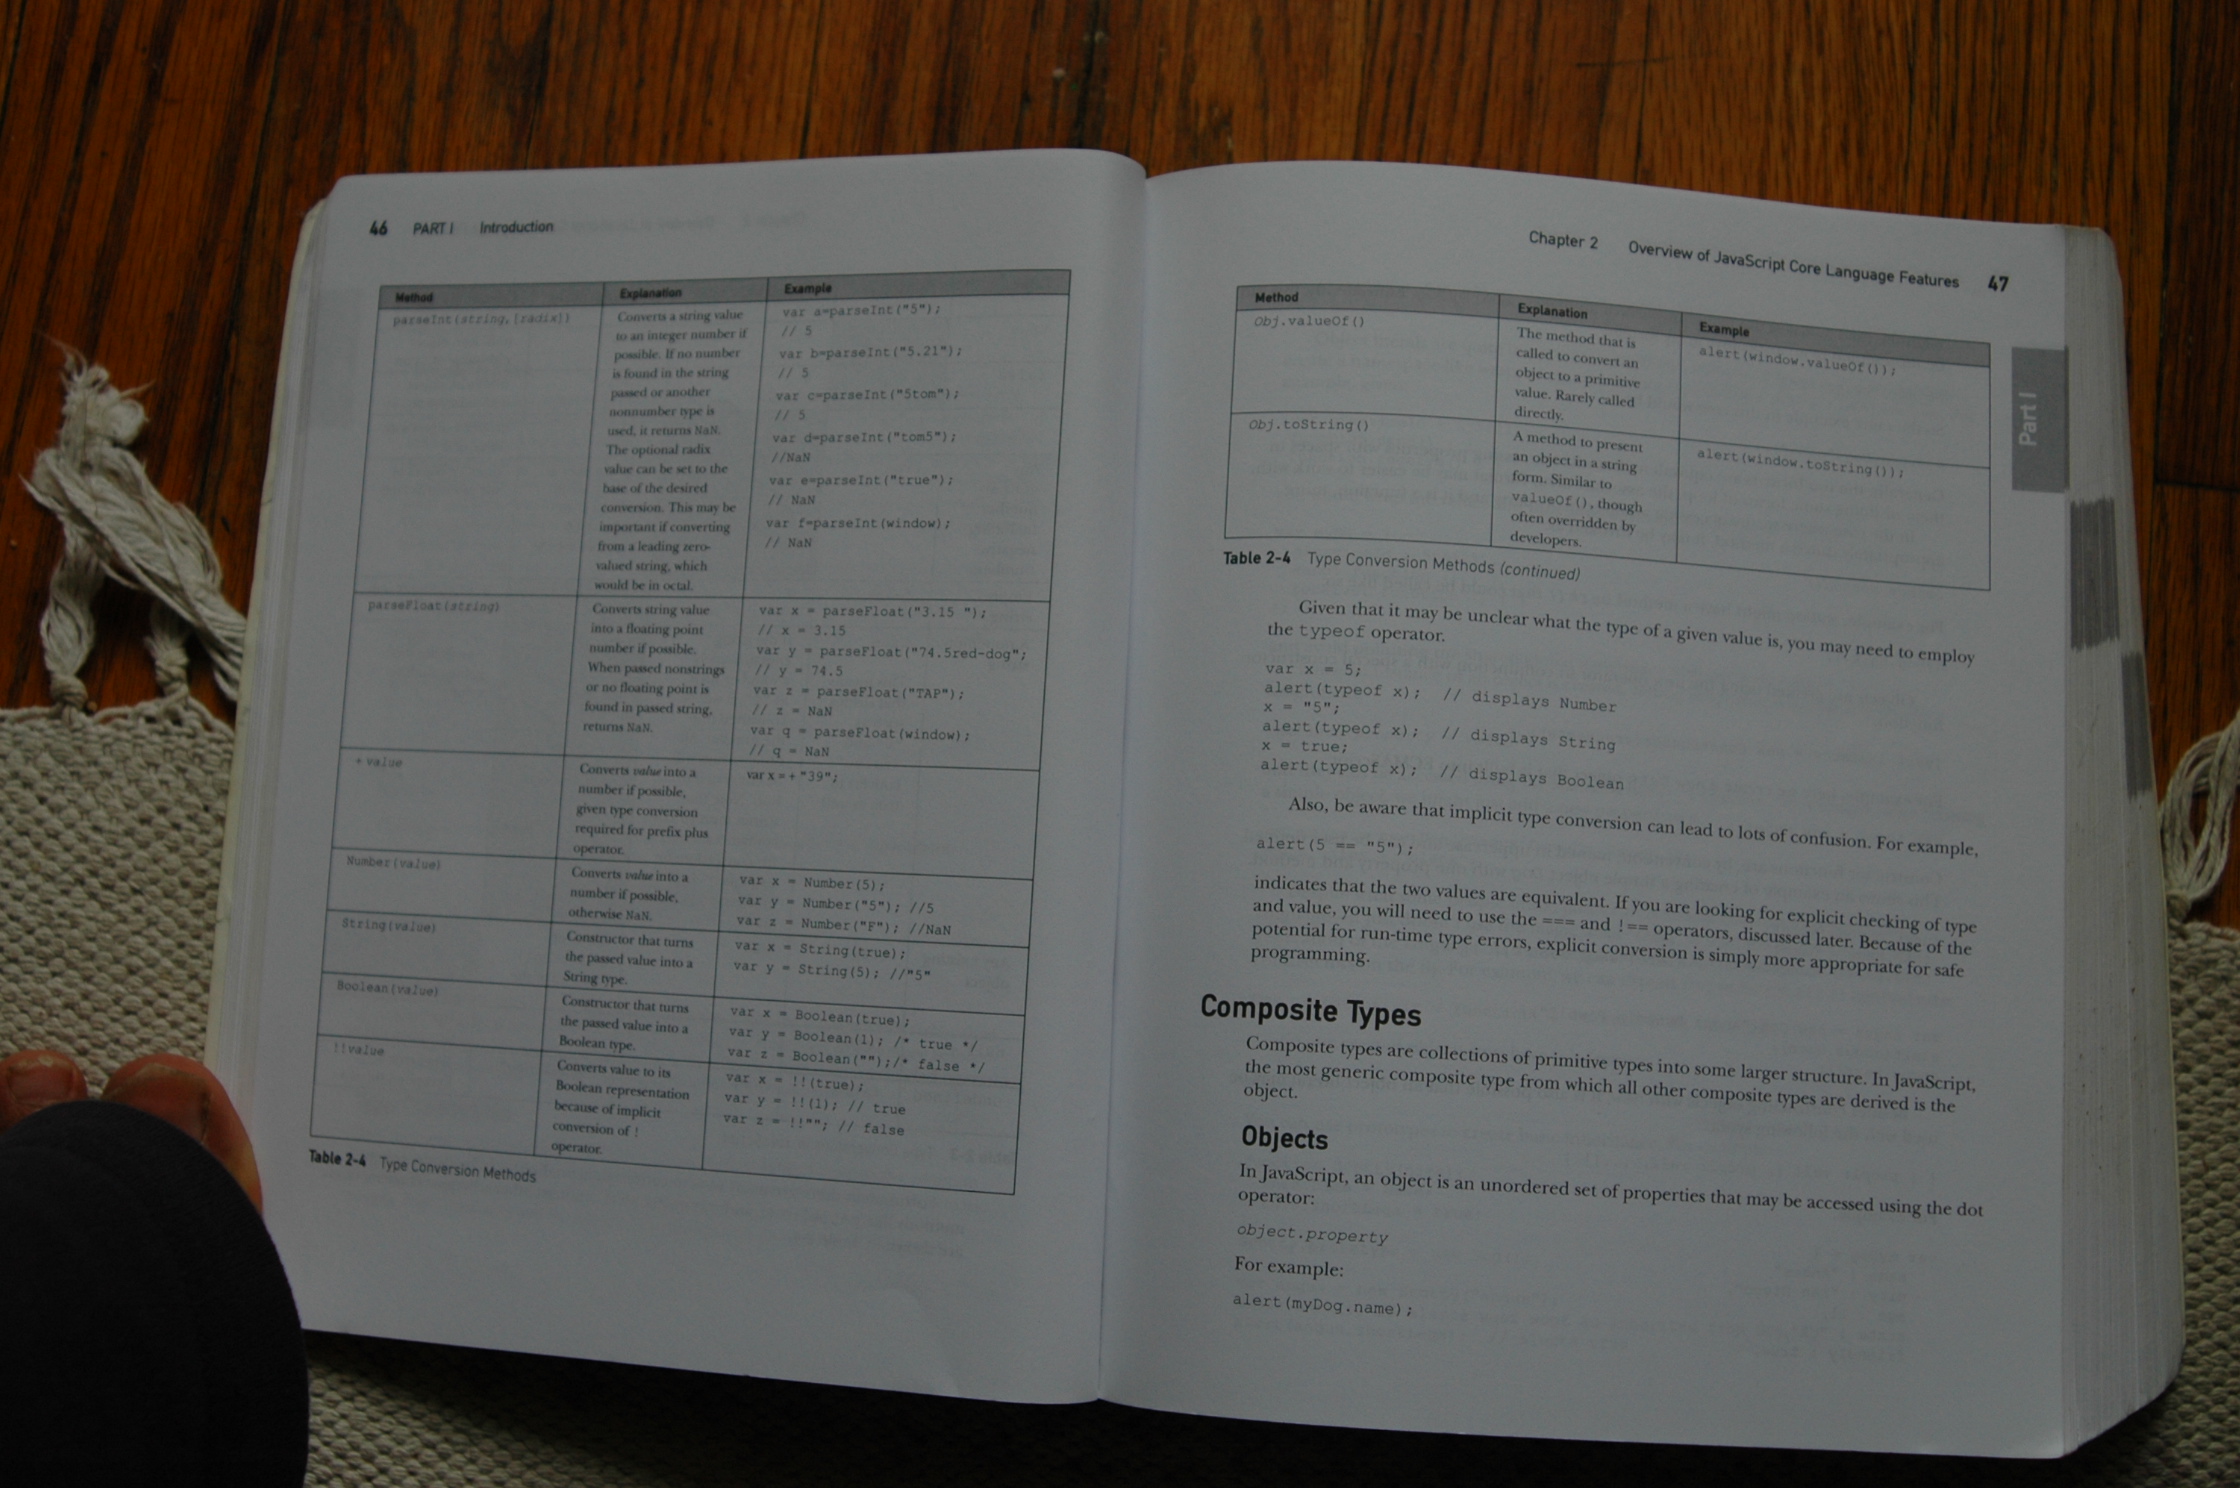 46 PART I Introduction
Method Explanation Example
parseInt(string,[radix])
Converts a string value
to an integer number if
possible. If no number
is found in the string
passed or another
nonnumber type is
used, it returns NaN.
The optional radix
value can be set to the
base of the desired
conversion. This may be
important if converting
from a leading zero-
valued string, which
would be in octal.
var a=parseInt("5");
// 5
var b=parseInt("5.21");
// 5
var c=parseInt("5tom");
// 5
var d=parseInt("tom5");
//NaN
var e=parseInt("true");
// NaN
var f=parseInt(window);
// NaN
parseFloat(string)
Converts string value
into a floating point
number if possible.
When passed nonstrings
or no floating point is
found in passed string,
returns NaN.
var x = parseFloat("3.15 ");
// x = 3.15
var y = parseFloat("74.5red-dog");
// y = 74.5
var z = parseFloat("TAP");
// z = NaN
var q = parseFloat(window);
// q = NaN
+ value
Converts value into a
number if possible,
given type conversion
required for prefix plus
operator.
var x = + "39";
Number(value)
Converts value into a
number if possible,
otherwise NaN.
var x = Number(5);
var y = Number("5"); //5
var z = Number("F"); //NaN
String(value)
Constructor that turns
the passed value into a
String type.
var x = String(true);
var y = String(5); //"5"
Boolean(value)
Constructor that turns
the passed value into a
Boolean type.
var x = Boolean(true);
var y = Boolean(1); /* true */
var z = Boolean("");/* false */
!!value
Converts value to its
Boolean representation
because of implicit
conversion of !
operator.
var x = !!(true);
var y = !!(1); // true
var z = !!""; // false
Table 2-4 Type Conversion Methods
Chapter 2 Overview of JavaScript Core Language Features 47
Part I
Method Explanation Example
Obj.valueOf()
The method that is
called to convert an
object to a primitive
value. Rarely called
directly.
alert(window.valueOf());
Obj.toString()
A method to present
an object in a string
form. Similar to
valueOf(), though
often overridden by
developers.
alert(window.toString());
Table 2-4 Type Conversion Methods (continued)
Given that it may be unclear what the type of a given value is, you may need to employ
the typeof operator.
var x = 5;
alert(typeof x); // displays Number
x = "5";
alert(typeof x); // displays String
x = true;
alert(typeof x); // displays Boolean
Also, be aware that implicit type conversion can lead to lots of confusion. For example,
alert(5 == "5");
indicates that the two values are equivalent. If you are looking for explicit checking of type
and value, you will need to use the === and !== operators, discussed later. Because of the
potential for run-time type errors, explicit conversion is simply more appropriate for safe
programming.
Composite Types
Composite types are collections of primitive types into some larger structure. In JavaScript,
the most generic composite type from which all other composite types are derived is the
object.
Objects
In JavaScript, an object is an unordered set of properties that may be accessed using the dot
operator:
object.property
For example:
alert(myDog.name);